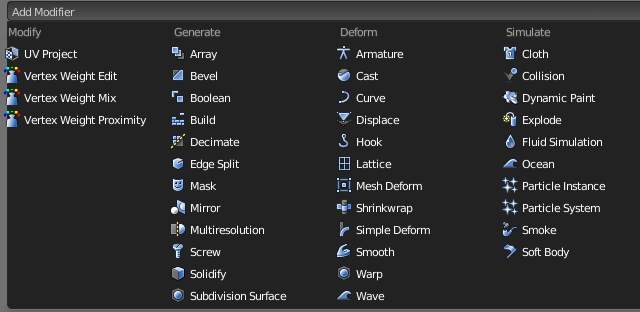 Add Modifier
Modify
UV Project
Vertex Weight Edit
Vertex Weight Mix
Vertex Weight Proximity
Generate
Array
Bevel
Boolean
Build
Decimate
Edge Split
Mask
Mirror
Multiresolution
Screw
Solidify
Subdivision Surface
Deform
Armature
Cast
Curve
Displace
Hook
Lattice
Mesh Deform
Shrinkwrap
Simple Deform
Smooth
Warp
Wave
Simulate
Cloth
Collision
Dynamic Paint
Explode
Fluid Simulation
Ocean
Particle Instance
Particle System
Smoke
Soft Body